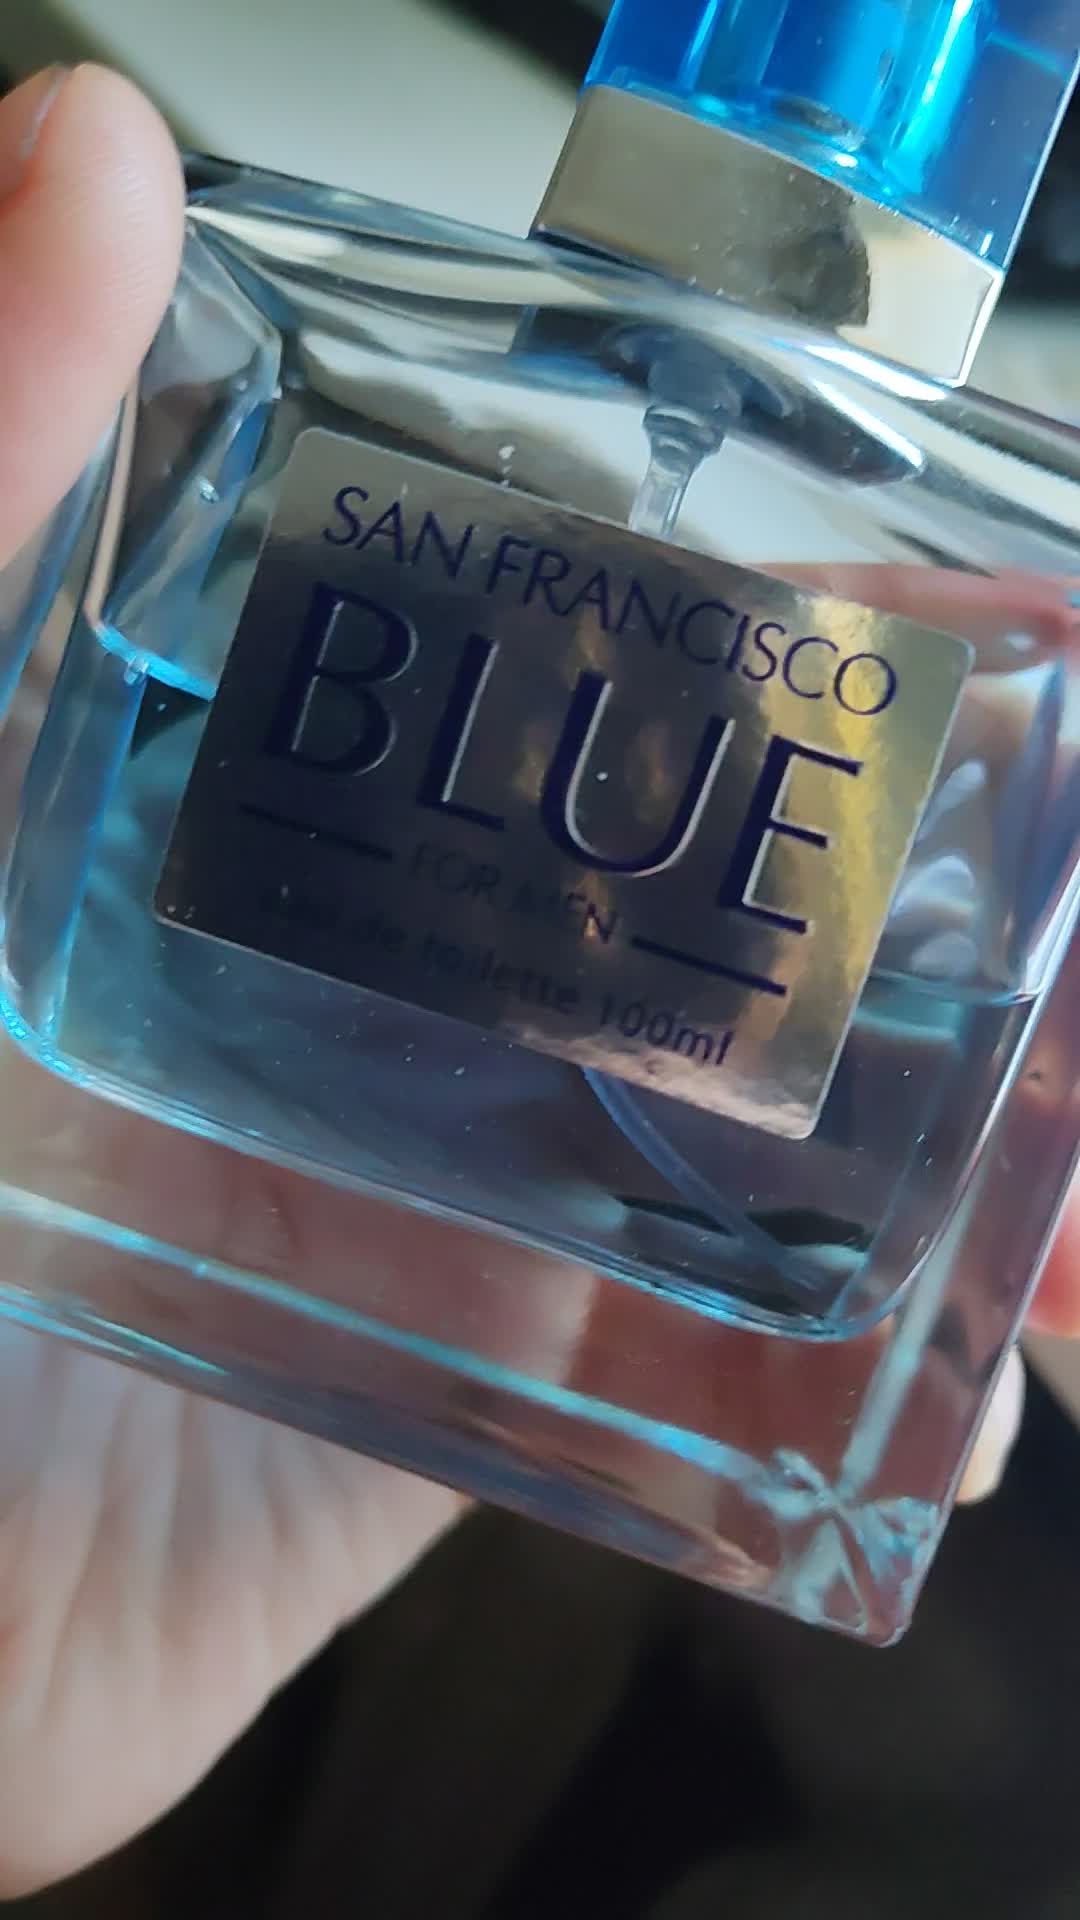 SAN FRANCISCO
BLUE
FOR MEN
eau de toilette 100ml